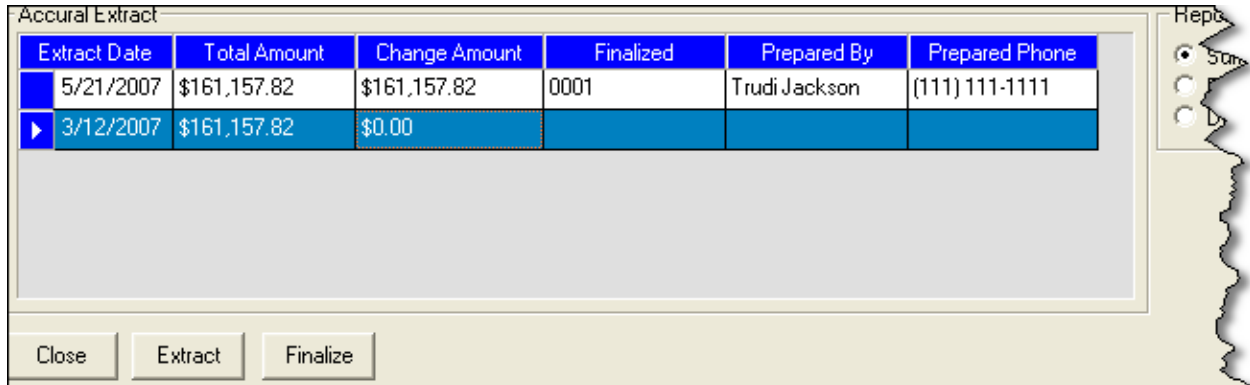 Accural Extract
Extract Date Total Amount Change Amount Finalized Prepared By Prepared Phone
5/21/2007 $161,157.82 $161,157.82 0001 Trudi Jackson (111) 111-1111
3/12/2007 $161,157.82 $0.00
Close Extract Finalize